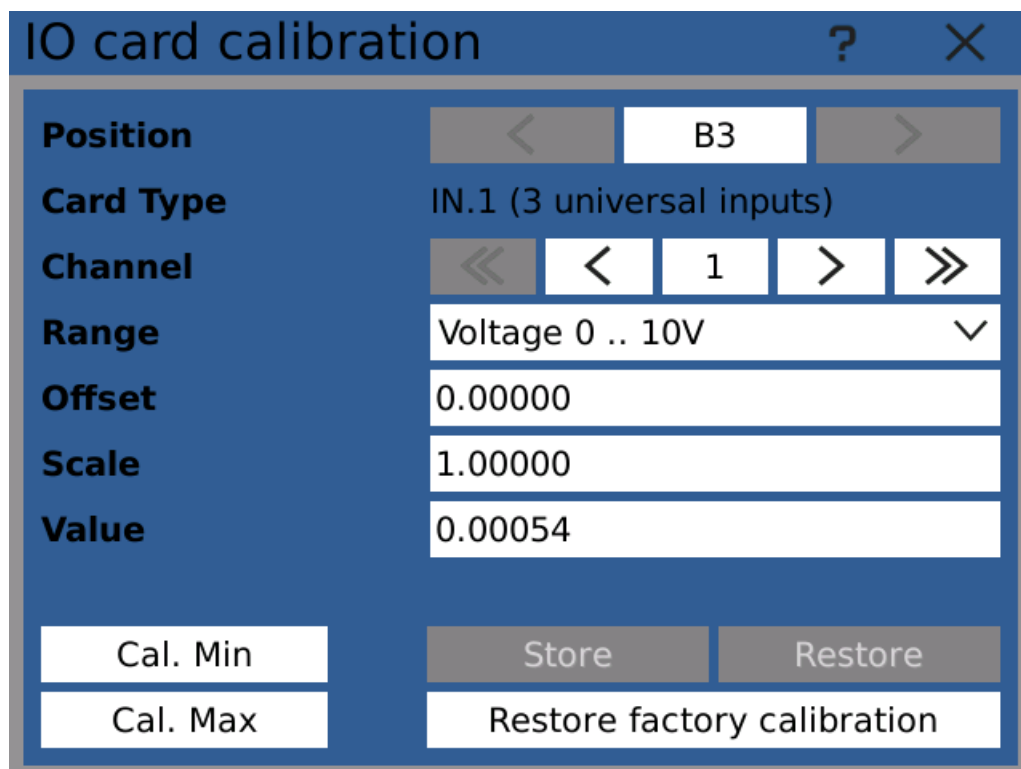 IO card calibration ?
Position B3
Card Type IN.1 (3 universal inputs)
Channel 1
Range Voltage 0 .. 10V
Offset 0.00000
Scale 1.00000
Value 0.00054
Cal. Min Store Restore
Cal. Max Restore factory calibration